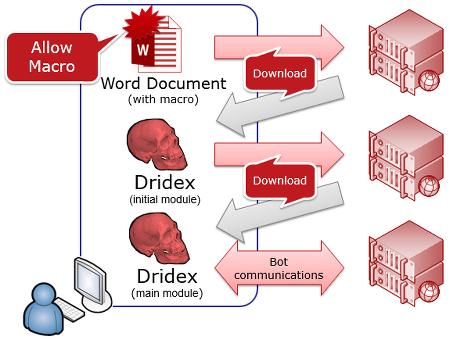 Allow
Macro
W
Word Document
(with macro)
Download
Dridex
(initial module)
Download
Dridex
(main module)
Bot
communications